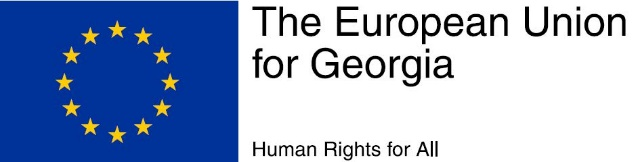 The European Union
for Georgia
Human Rights for All